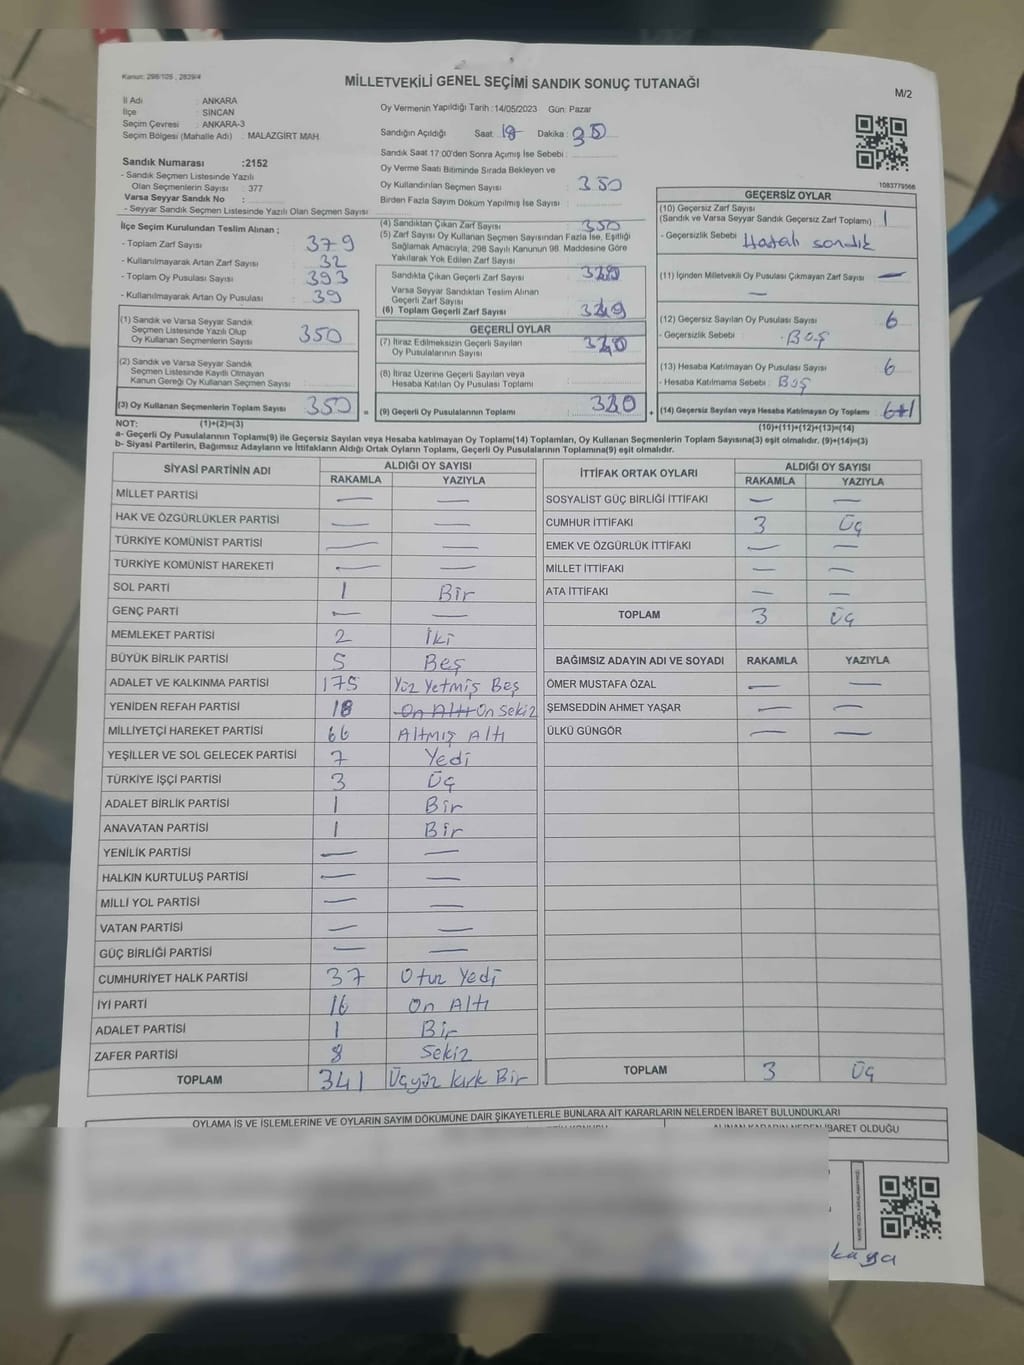 Kanun: 298/105 , 2839/4
MİLLETVEKİLİ GENEL SEÇİMİ SANDIK SONUÇ TUTANAĞI
M/2
İl Adı : ANKARA
İlçe : SİNCAN
Seçim Çevresi : ANKARA-3
Seçim Bölgesi (Mahalle Adı) : MALAZGİRT MAH.
Sandık Numarası :2152
- Sandık Seçmen Listesinde Yazılı
Olan Seçmenlerin Sayısı : 377
Varsa Seyyar Sandık No :
- Seyyar Sandık Seçmen Listesinde Yazılı Olan Seçmen Sayısı
Oy Vermenin Yapıldığı Tarih :14/05/2023 Gün: Pazar
Sandığın Açıldığı Saat: 18 Dakika :
Sandık Saat 17:00'den Sonra Açımış İse Sebebi :
Oy Verme Saati Bitiminde Sırada Bekleyen ve
Oy Kullandırılan Seçmen Sayısı : 350
Birden Fazla Sayım Döküm Yapılmış İse Sayısı :
1083779566
İlçe Seçim Kurulundan Teslim Alınan ;
- Toplam Zarf Sayısı : 379
- Kullanılmayarak Artan Zarf Sayısı : 32
- Toplam Oy Pusulası Sayısı : 393
- Kullanılmayarak Artan Oy Pusulası : 39
(1) Sandık ve Varsa Seyyar Sandık
Seçmen Listesinde Yazılı Olup
Oy Kullanan Seçmenlerin Sayısı : 350
(2) Sandık ve Varsa Seyyar Sandık
Seçmen Listesinde Kayıtlı Olmayan
Kanun Gereği Oy Kullanan Seçmen Sayısı :
(3) Oy Kullanan Seçmenlerin Toplam Sayısı 350 =
(4) Sandıktan Çıkan Zarf Sayısı : 350
(5) Zarf Sayısı Oy Kullanan Seçmen Sayısından Fazla İse, Eşitliği
Sağlamak Amacıyla; 298 Sayılı Kanunun 98. Maddesine Göre
Yakılarak Yok Edilen Zarf Sayısı :
Sandıkta Çıkan Geçerli Zarf Sayısı :
Varsa Seyyar Sandıktan Teslim Alınan
Geçerli Zarf Sayısı :
(6) Toplam Geçerli Zarf Sayısı :
GEÇERLİ OYLAR
(7) İtiraz Edilmeksizin Geçerli Sayılan
Oy Pusulalarının Sayısı :
(8) İtiraz Üzerine Geçerli Sayılan veya
Hesaba Katılan Oy Pusulası Toplamı :
(9) Geçerli Oy Pusulalarının Toplamı : +
GEÇERSİZ OYLAR
(10) Geçersiz Zarf Sayısı
(Sandık ve Varsa Seyyar Sandık Geçersiz Zarf Toplamı) : 1
- Geçersizlik Sebebi : Hatalı sandık
(11) İçinden Milletvekili Oy Pusulası Çıkmayan Zarf Sayısı : —
(12) Geçersiz Sayılan Oy Pusulası Sayısı : 6
- Geçersizlik Sebebi : Boş
(13) Hesaba Katılmayan Oy Pusulası Sayısı : 6
- Hesaba Katılmama Sebebi : Boş
(14) Geçersiz Sayılan veya Hesaba Katılmayan Oy Toplamı : 6+1
NOT: (1)+(2)=(3) (10)+(11)+(12)+(13)=(14)
a- Geçerli Oy Pusulalarının Toplamı(9) ile Geçersiz Sayılan veya Hesaba katılmayan Oy Toplamı(14) Toplamları, Oy Kullanan Seçmenlerin Toplam Sayısına(3) eşit olmalıdır. (9)+(14)=(3)
b- Siyasi Partilerin, Bağımsız Adayların ve İttifakların Aldığı Ortak Oyların Toplamı, Geçerli Oy Pusulalarının Toplamına(9) eşit olmalıdır.
SİYASİ PARTİNİN ADI ALDIĞI OY SAYISI
RAKAMLA YAZIYLA
MİLLET PARTİSİ — —
HAK VE ÖZGÜRLÜKLER PARTİSİ — —
TÜRKİYE KOMÜNİST PARTİSİ — —
TÜRKİYE KOMÜNİST HAREKETİ — —
SOL PARTİ 1 Bir
GENÇ PARTİ — —
MEMLEKET PARTİSİ 2 İki
BÜYÜK BİRLİK PARTİSİ 5 Beş
ADALET VE KALKINMA PARTİSİ 175 Yüz Yetmiş Beş
YENİDEN REFAH PARTİSİ 18 On Altı On Sekiz
MİLLİYETÇİ HAREKET PARTİSİ 66 Altmış Altı
YEŞİLLER VE SOL GELECEK PARTİSİ 7 Yedi
TÜRKİYE İŞÇİ PARTİSİ 3 Üç
ADALET BİRLİK PARTİSİ 1 Bir
ANAVATAN PARTİSİ 1 Bir
YENİLİK PARTİSİ — —
HALKIN KURTULUŞ PARTİSİ — —
MİLLİ YOL PARTİSİ — —
VATAN PARTİSİ — —
GÜÇ BİRLİĞİ PARTİSİ — —
CUMHURİYET HALK PARTİSİ 37 Otuz Yedi
İYİ PARTİ 16 On Altı
ADALET PARTİSİ 1 Bir
ZAFER PARTİSİ 8 Sekiz
TOPLAM 341 Üçyüz Kırk Bir
İTTİFAK ORTAK OYLARI ALDIĞI OY SAYISI
RAKAMLA YAZIYLA
SOSYALİST GÜÇ BİRLİĞİ İTTİFAKI — —
CUMHUR İTTİFAKI 3 Üç
EMEK VE ÖZGÜRLÜK İTTİFAKI — —
MİLLET İTTİFAKI — —
ATA İTTİFAKI — —
TOPLAM 3 Üç
BAĞIMSIZ ADAYIN ADI VE SOYADI RAKAMLA YAZIYLA
ÖMER MUSTAFA ÖZAL — —
ŞEMSEDDİN AHMET YAŞAR — —
ÜLKÜ GÜNGÖR — —
TOPLAM 3 Üç
OYLAMA İŞ VE İŞLEMLERİNE VE OYLARIN SAYIM DÖKÜMÜNE DAİR ŞİKAYETLERLE BUNLARA AİT KARARLARIN NELERDEN İBARET BULUNDUKLARI
İBARET OLDUĞU